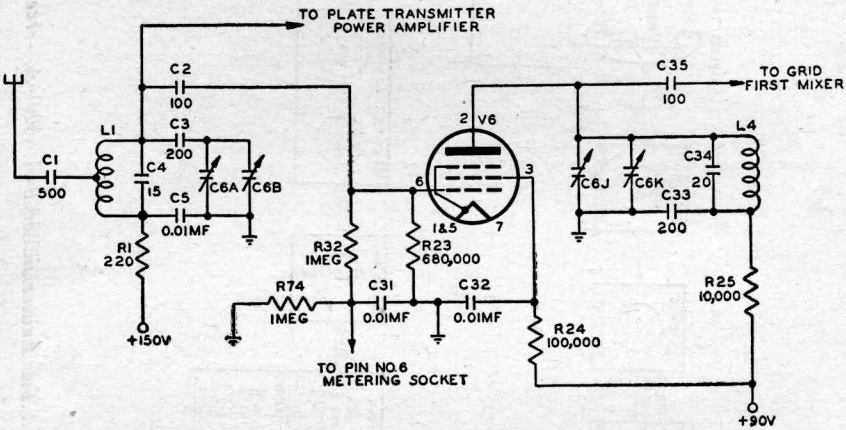 TO PLATE TRANSMITTER
POWER AMPLIFIER
C2
100
C35
100
TO GRID
FIRST MIXER
2
V6
L1
C3
200
C1
500
C4
15
C6A
C6B
C5
0.01MF
R1
220
+150V
6
3
1&5
7
R32
1MEG
R23
680,000
R74
1MEG
C31
0.01MF
C32
0.01MF
TO PIN NO.6
METERING SOCKET
R24
100,000
C6J
C6K
C34
20
L4
C33
200
R25
10,000
+90V